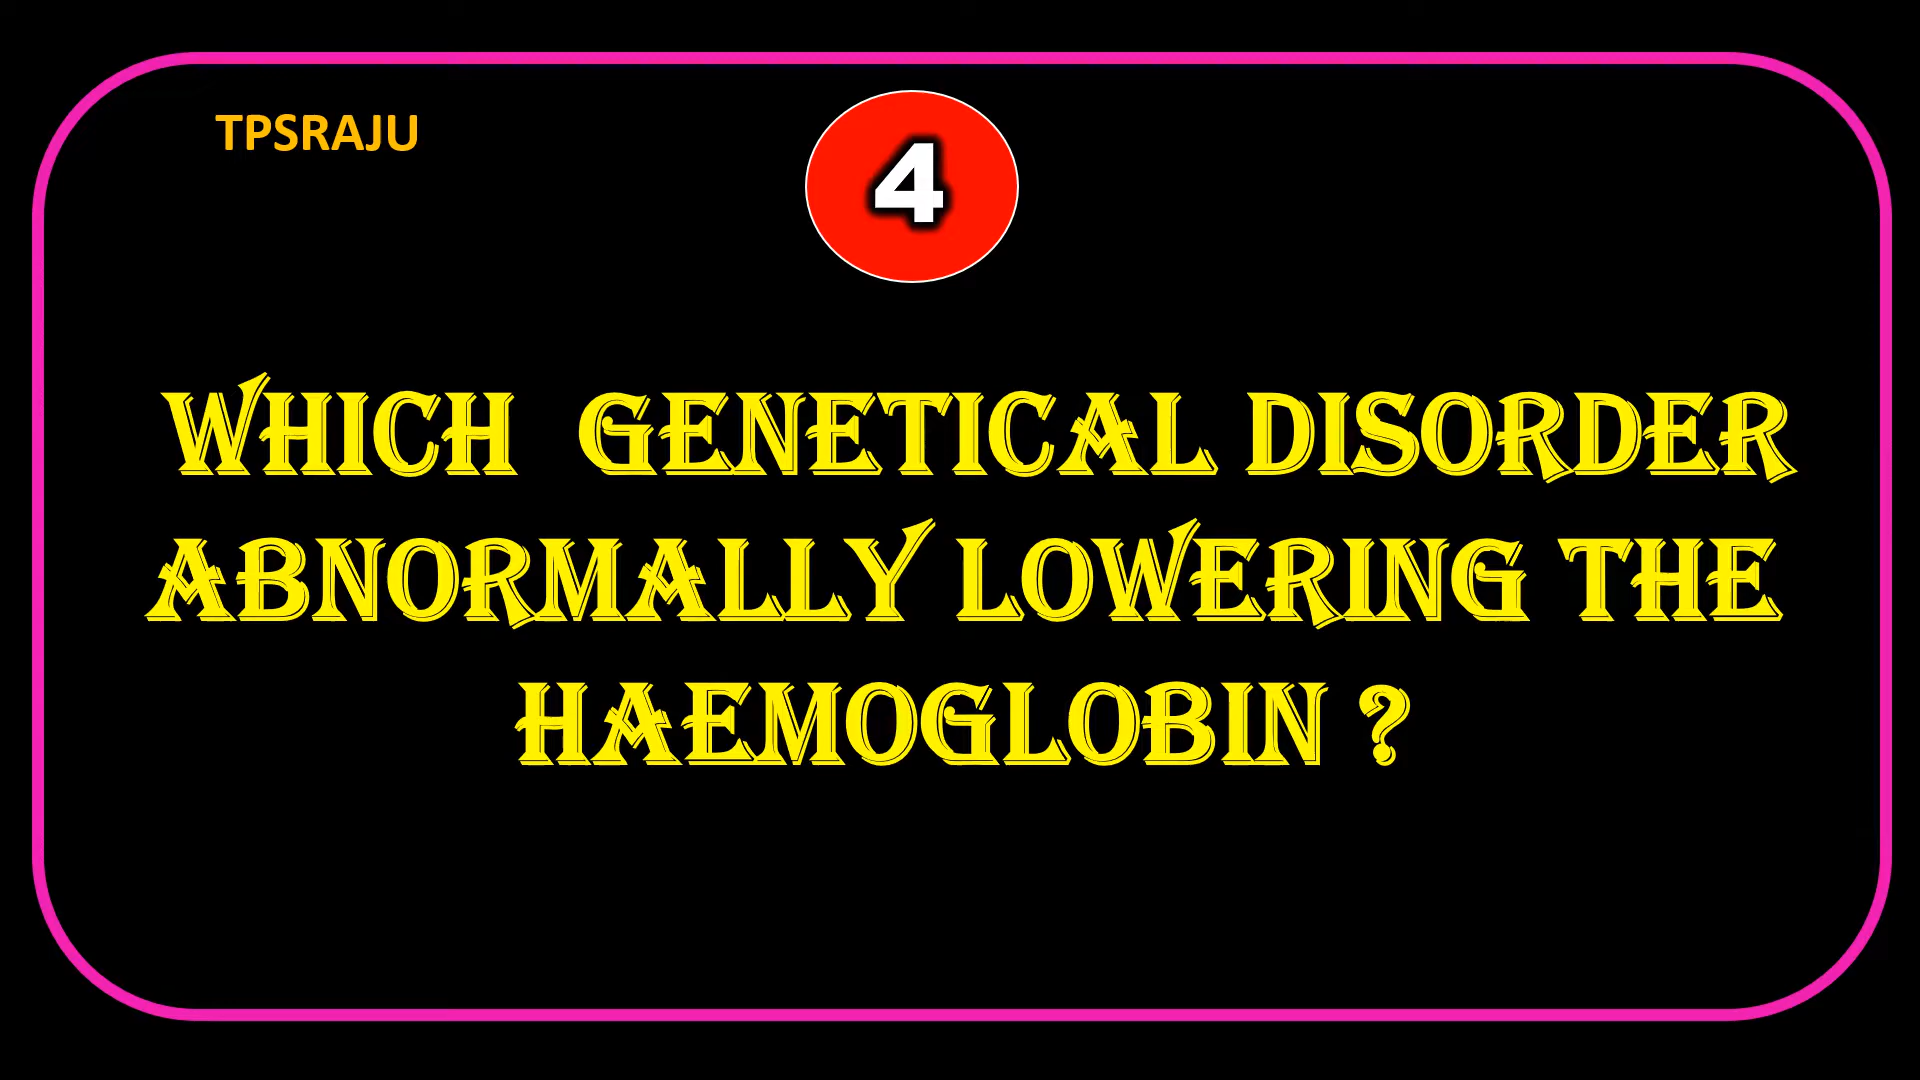 TPSRAJU
4
WHICH GENETICAL DISORDER
ABNORMALLY LOWERING THE
HAEMOGLOBIN ?